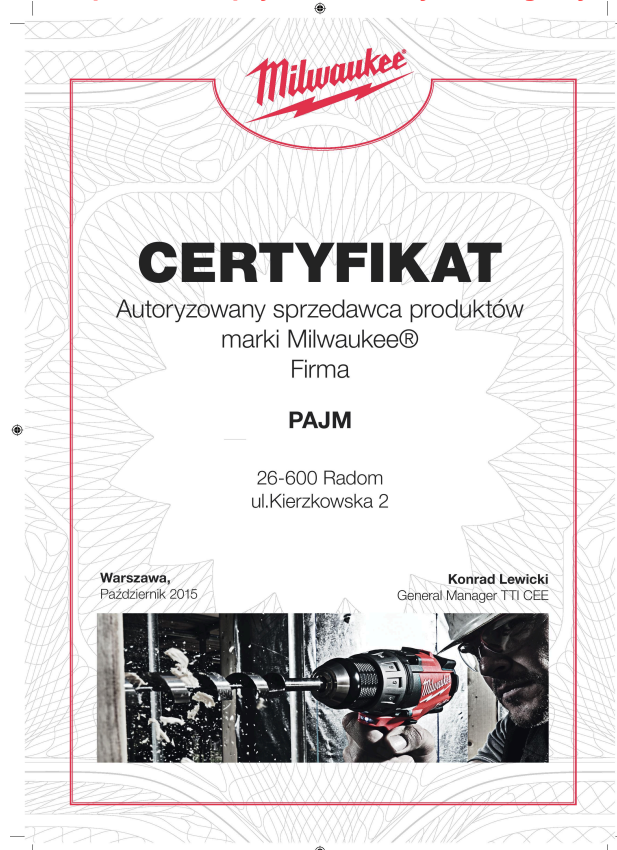 Milwaukee®
CERTYFIKAT
Autoryzowany sprzedawca produktów
marki Milwaukee®
Firma
PAJM
26-600 Radom
ul.Kierzkowska 2
Warszawa,
Październik 2015
Konrad Lewicki
General Manager TTI CEE
Milwaukee